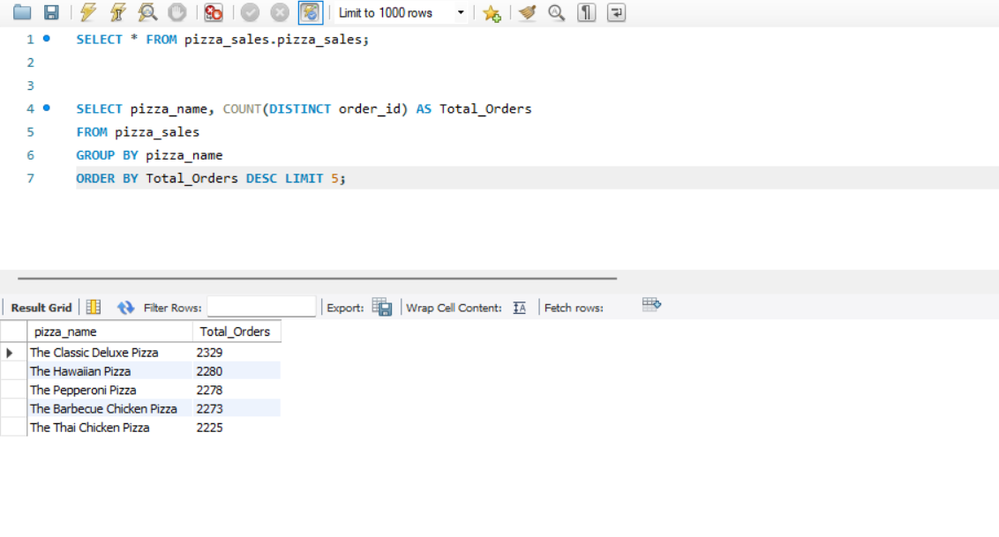 Limit to 1000 rows
1 SELECT * FROM pizza_sales.pizza_sales;
2
3
4 SELECT pizza_name, COUNT(DISTINCT order_id) AS Total_Orders
5 FROM pizza_sales
6 GROUP BY pizza_name
7 ORDER BY Total_Orders DESC LIMIT 5;
Result Grid Filter Rows: Export: Wrap Cell Content: IA Fetch rows:
pizza_name Total_Orders
The Classic Deluxe Pizza 2329
The Hawaiian Pizza 2280
The Pepperoni Pizza 2278
The Barbecue Chicken Pizza 2273
The Thai Chicken Pizza 2225